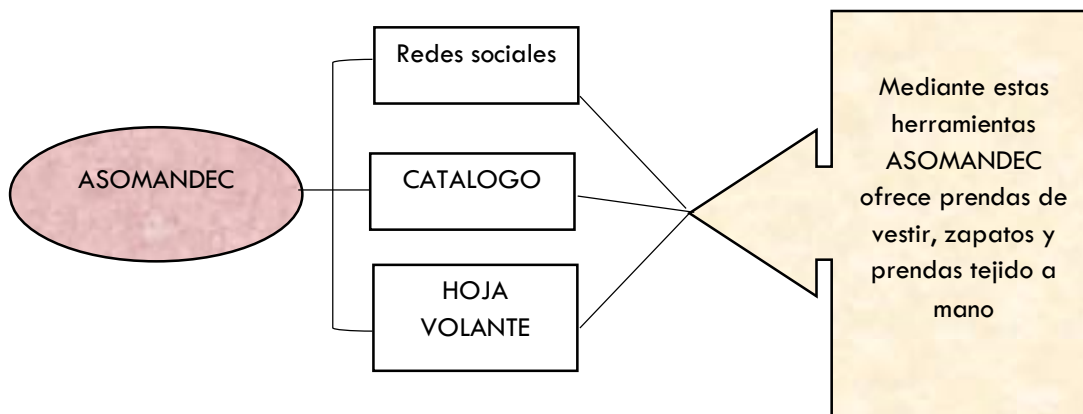 ASOMANDEC
Redes sociales
CATALOGO
HOJA
VOLANTE
Mediante estas
herramientas
ASOMANDEC
ofrece prendas de
vestir, zapatos y
prendas tejido a
mano